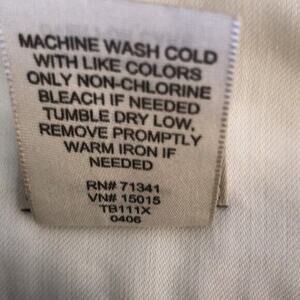 MACHINE WASH COLD
WITH LIKE COLORS
ONLY NON-CHLORINE
BLEACH IF NEEDED
TUMBLE DRY LOW,
REMOVE PROMPTLY
WARM IRON IF
NEEDED
RN# 71341
VN# 15015
TB111X
0406